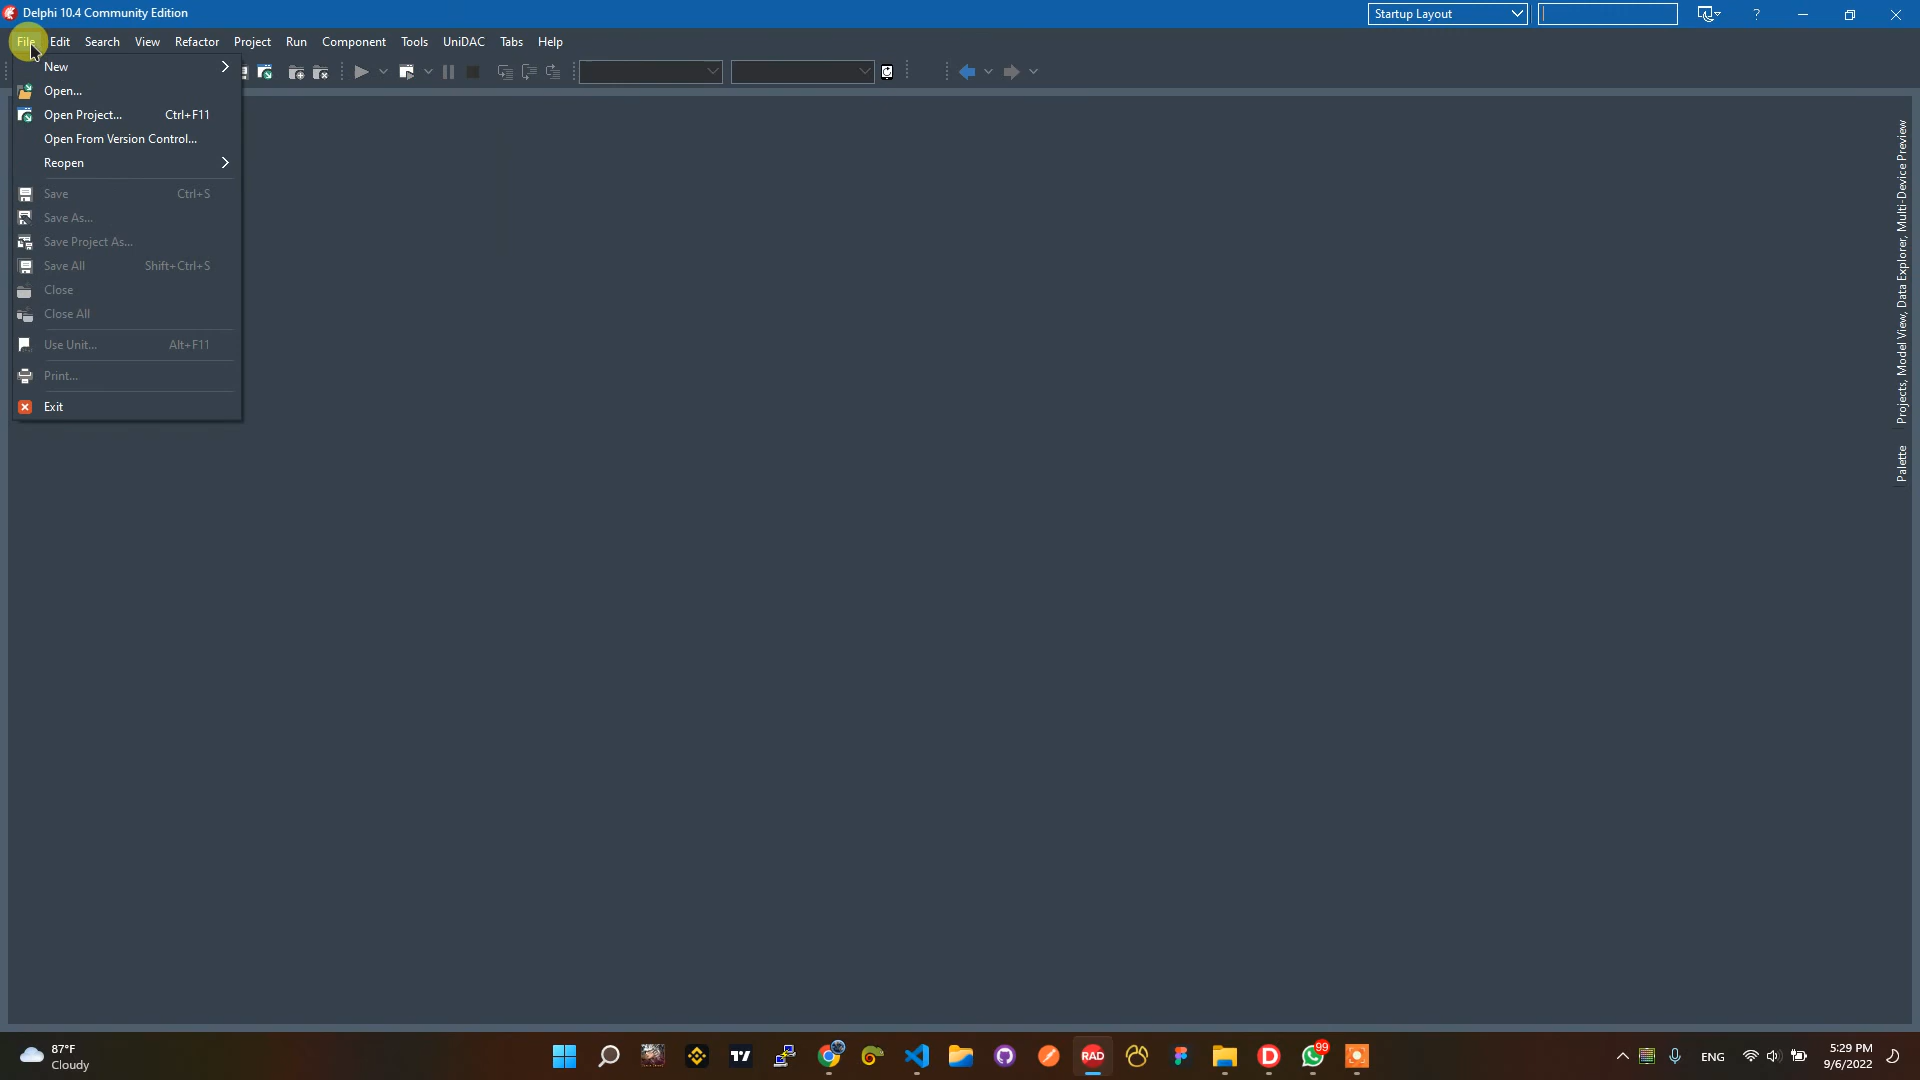 Delphi 10.4 Community Edition
Startup Layout
?
File Edit Search View Refactor Project Run Component Tools UniDAC Tabs Help
New
Open...
Open Project... Ctrl+F11
Open From Version Control...
Reopen
Save Ctrl+S
Save As...
Save Project As...
Save All Shift+Ctrl+S
Close
Close All
Use Unit... Alt+F11
Print...
Exit
Projects, Model View, Data Explorer, Multi-Device Preview
Palette
87°F
Cloudy
RAD
99
ENG
5:29 PM
9/6/2022